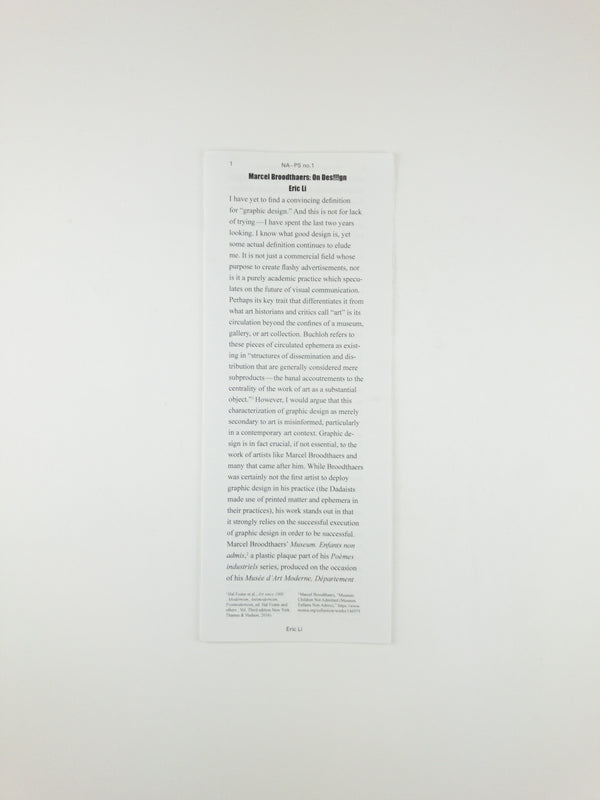 1
NA–PS no.1
Marcel Broodthaers: On Des!!!gn
Eric Li
I have yet to find a convincing definition
for “graphic design.” And this is not for lack
of trying — I have spent the last two years
looking. I know what good design is, yet
some actual definition continues to elude
me. It is not just a commercial field whose
purpose to create flashy advertisements, nor
is it a purely academic practice which specu-
lates on the future of visual communication.
Perhaps its key trait that differentiates it from
what art historians and critics call “art” is its
circulation beyond the confines of a museum,
gallery, or art collection. Buchloh refers to
these pieces of circulated ephemera as exist-
ing in “structures of dissemination and dis-
tribution that are generally considered mere
subproducts — the banal accoutrements to the
centrality of the work of art as a substantial
object.”¹ However, I would argue that this
characterization of graphic design as merely
secondary to art is misinformed, particularly
in a contemporary art context. Graphic de-
sign is in fact crucial, if not essential, to the
work of artists like Marcel Broodthaers and
many that came after him. While Broodthaers
was certainly not the first artist to deploy
graphic design in his practice (the Dadaists
made use of printed matter and ephemera in
their practices), his work stands out in that
it strongly relies on the successful execution
of graphic design in order to be successful.
Marcel Broodthaers’ Museum. Enfants non
admis,² a plastic plaque part of his Poèmes
industriels series, produced on the occasion
of his Musée d’Art Moderne, Département
¹Hal Foster et al., Art since 1900
Modernism, Antimodernism,
Postmodernism, ed. Hal Foster and
others, Vol. Third edition New York
Thames & Hudson, 2016).
²Marcel Broodthaers, “Museum
Children Not Admitted (Museum
Enfants Non Admis),” https://www.
moma.org/collection/works/
Eric Li